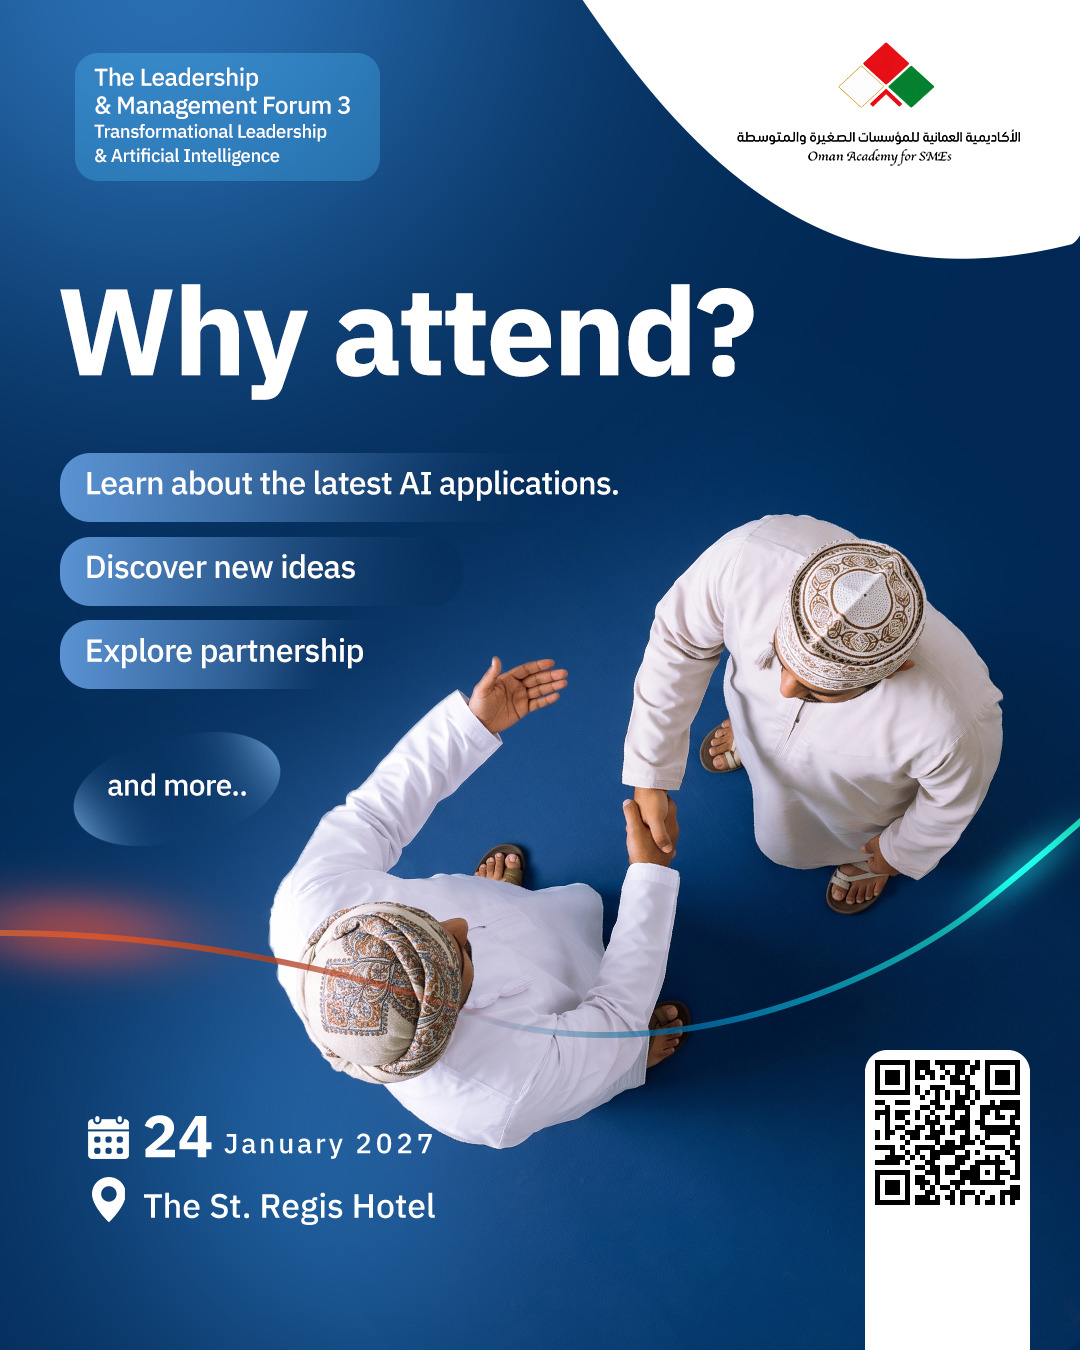 The Leadership
& Management Forum 3
Transformational Leadership
& Artificial Intelligence
الأكاديمية العمانية للمؤسسات الصغيرة والمتوسطة
Oman Academy for SMEs
Why attend?
Learn about the latest AI applications.
Discover new ideas
Explore partnership
and more..
24 January 2027
The St. Regis Hotel